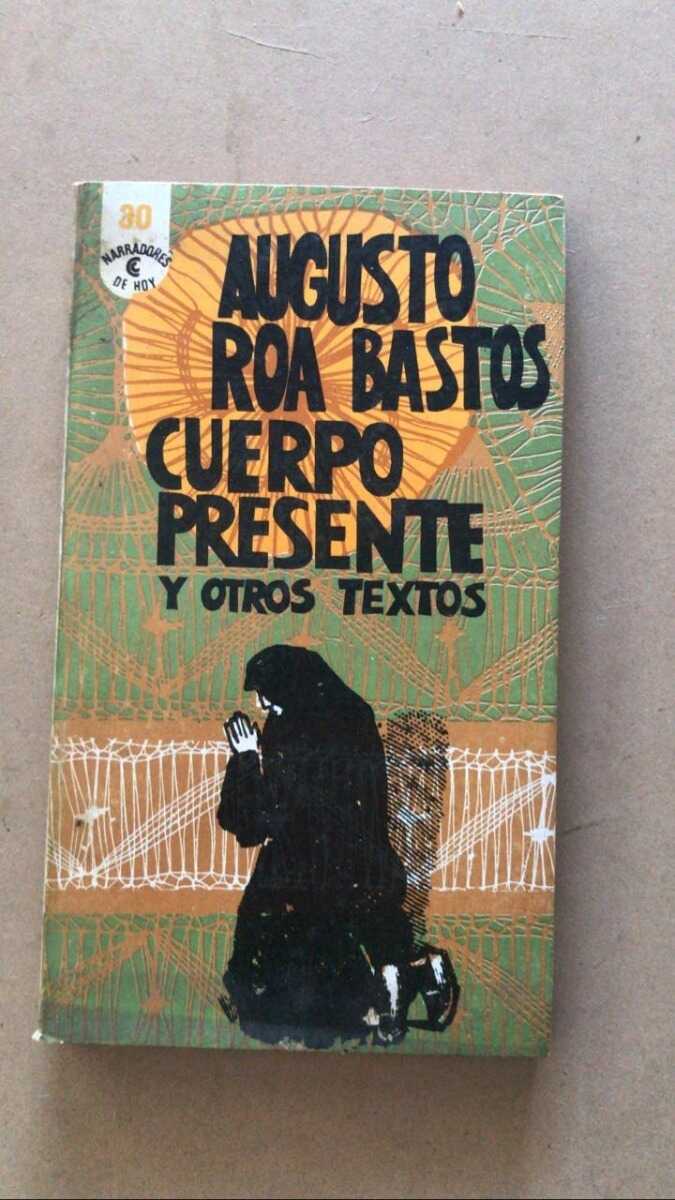 30
NARRADORES
DE HOY
AUGUSTO
ROA BASTOS
CUERPO
PRESENTE
Y OTROS TEXTOS